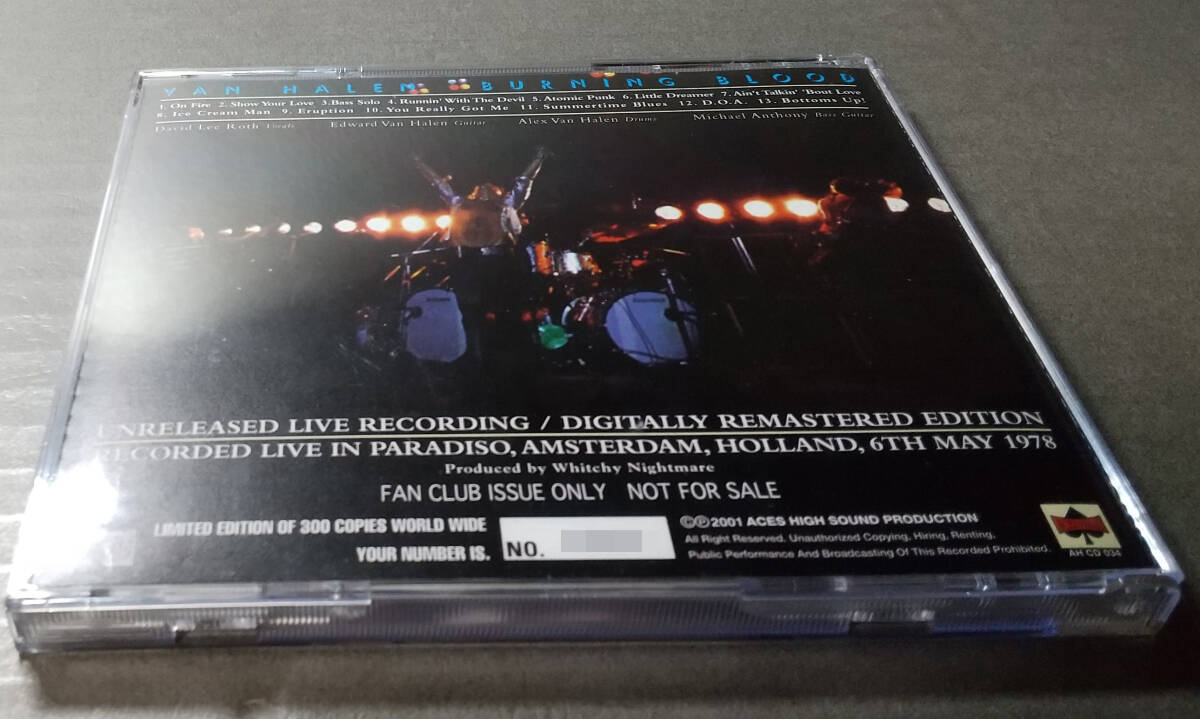 VAN HALEN BURNING BLOOD
1. On Fire 2. Show Your Love 3.Bass Solo 4. Runnin' With The Devil 5. Atomic Punk 6. Little Dreamer 7. Ain't Talkin' 'Bout Love
8. Ice Cream Man 9. Eruption 10. You Really Got Me 11. Summertime Blues 12. D.O.A. 13. Bottoms Up!
David Lee Roth Vocals Edward Van Halen Guitar Alex Van Halen Drums Michael Anthony Bass Guitar
UNRELEASED LIVE RECORDING / DIGITALLY REMASTERED EDITION
RECORDED LIVE IN PARADISO, AMSTERDAM, HOLLAND, 6TH MAY 1978
Produced by Whitchy Nightmare
FAN CLUB ISSUE ONLY NOT FOR SALE
LIMITED EDITION OF 300 COPIES WORLD WIDE
YOUR NUMBER IS.
NO.
©℗2001 ACES HIGH SOUND PRODUCTION
All Right Reserved. Unauthorized Copying, Hiring, Renting,
Public Performance And Broadcasting Of This Recorded Prohibited.
AH CD 034